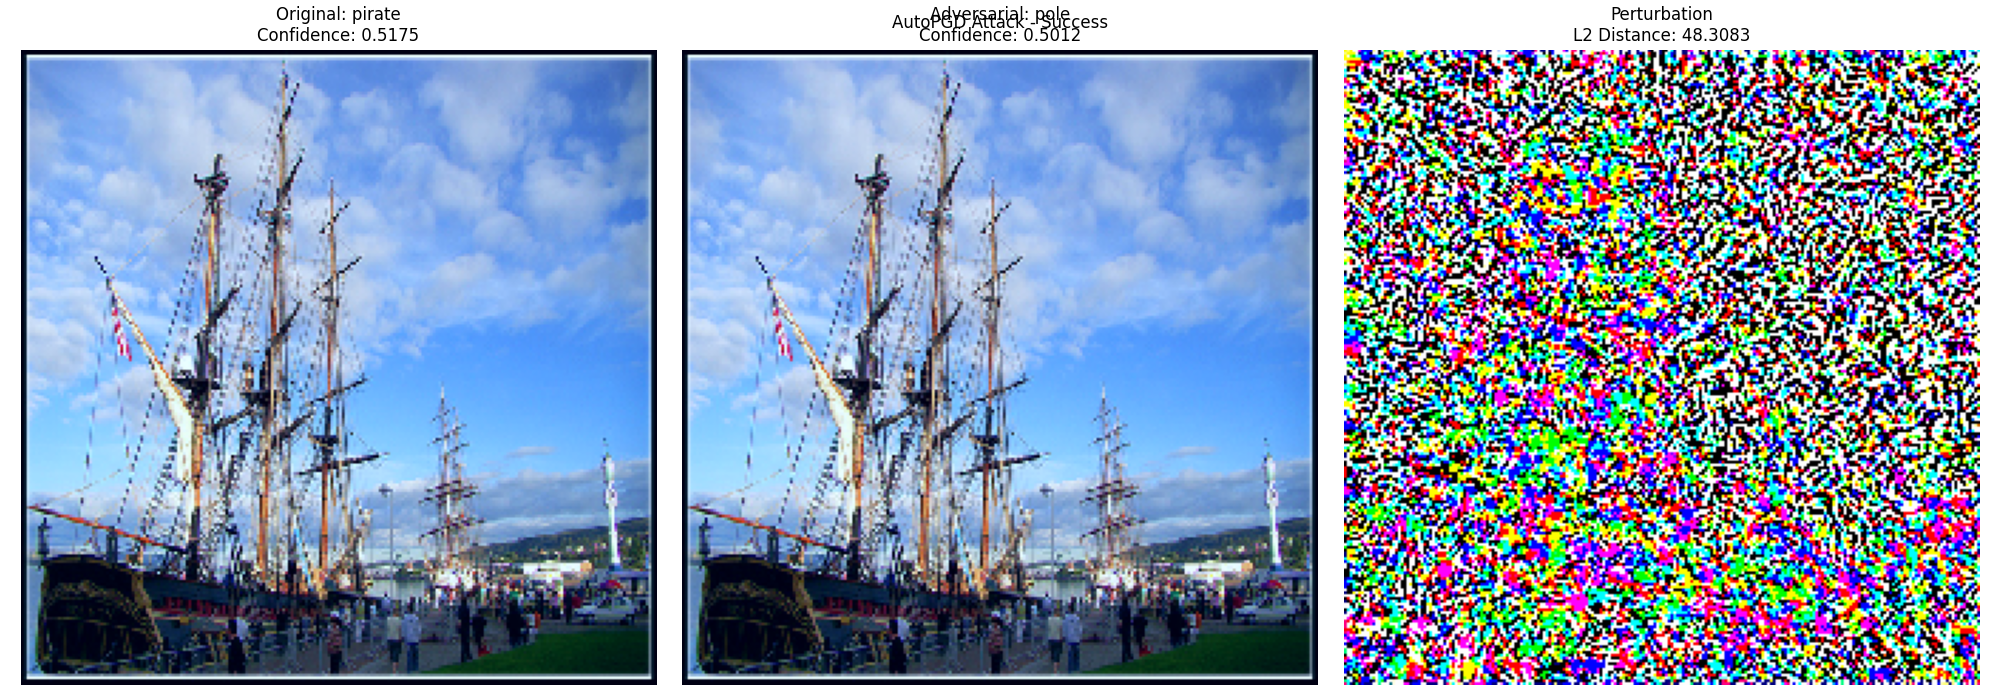 Original: pirate
Confidence: 0.5175
AutoPGD Attack - Success
Adversarial: pole
Confidence: 0.5012
Perturbation
L2 Distance: 48.3083